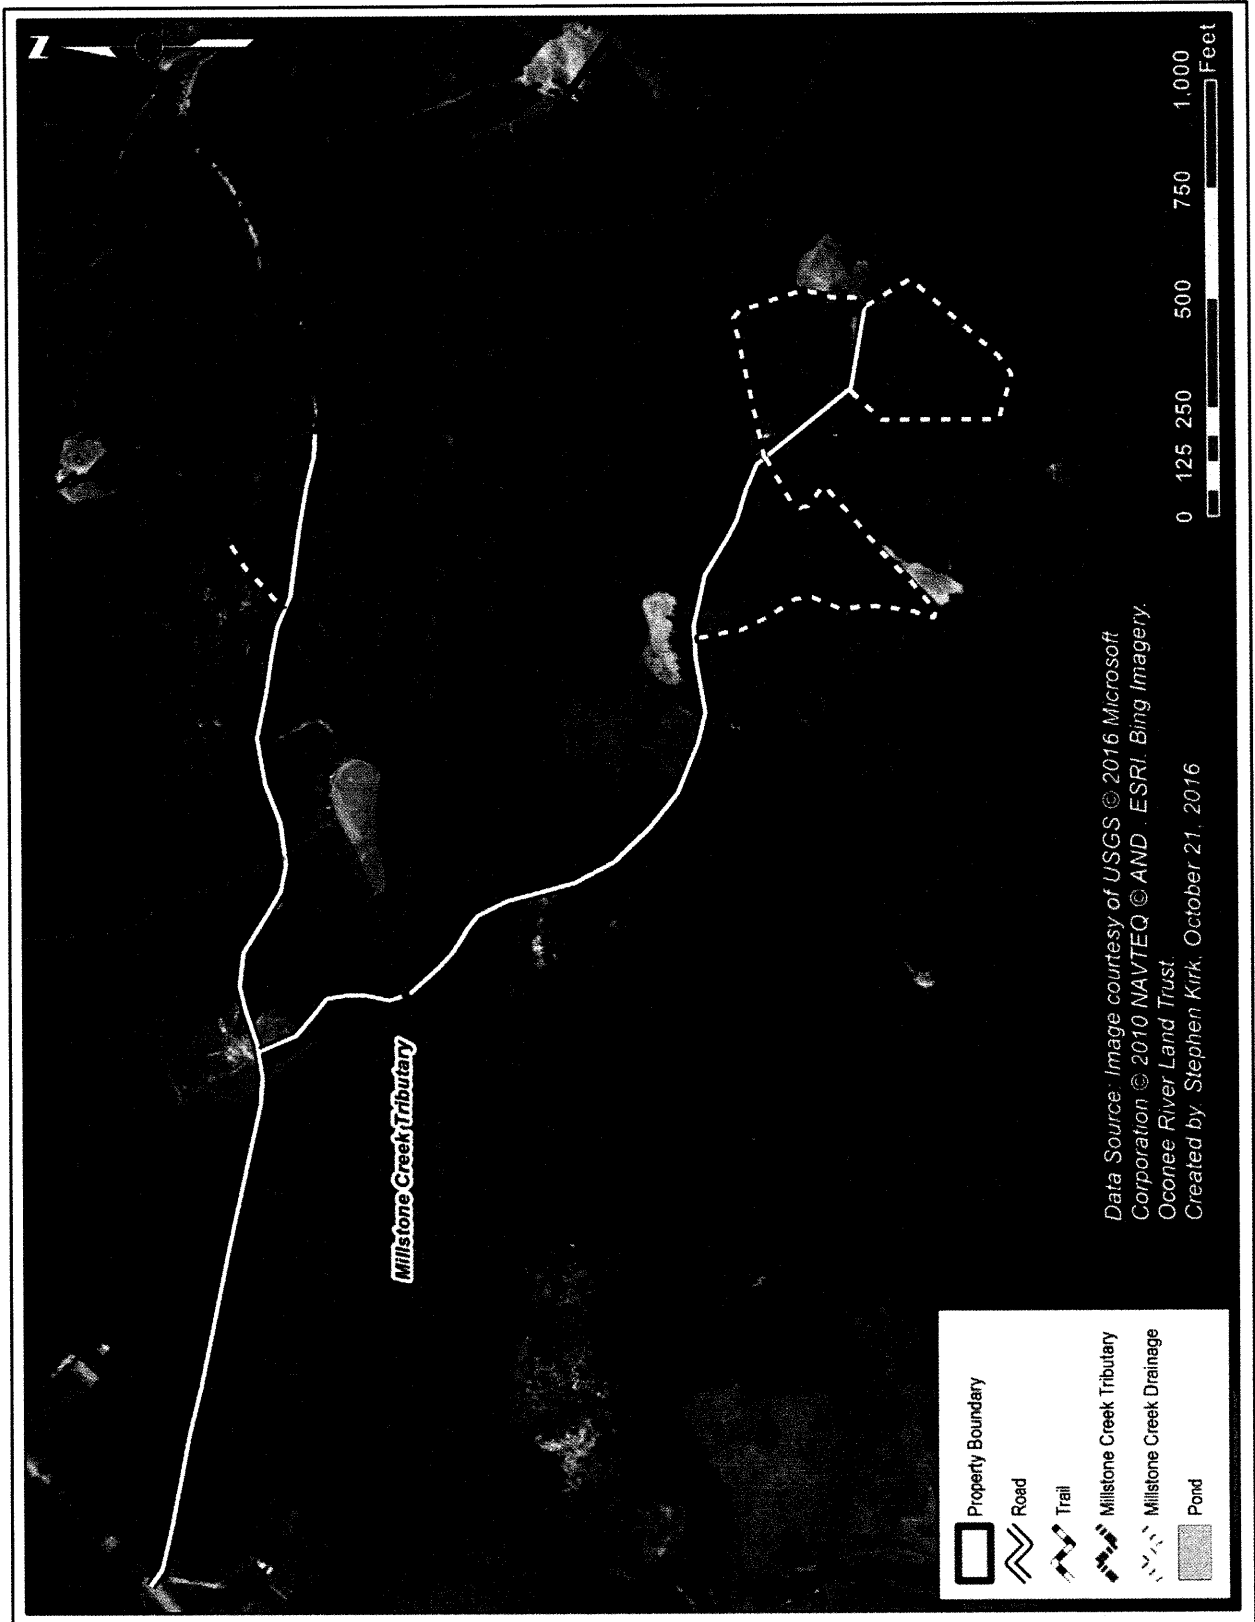 N
Millstone Creek Tributary
Property Boundary
Road
Trail
Millstone Creek Tributary
Millstone Creek Drainage
Pond
Data Source: Image courtesy of USGS © 2016 Microsoft
Corporation © 2010 NAVTEQ © AND . ESRI. Bing Imagery.
Oconee River Land Trust.
Created by: Stephen Kirk, October 21, 2016
0 125 250 500 750 1,000
Feet